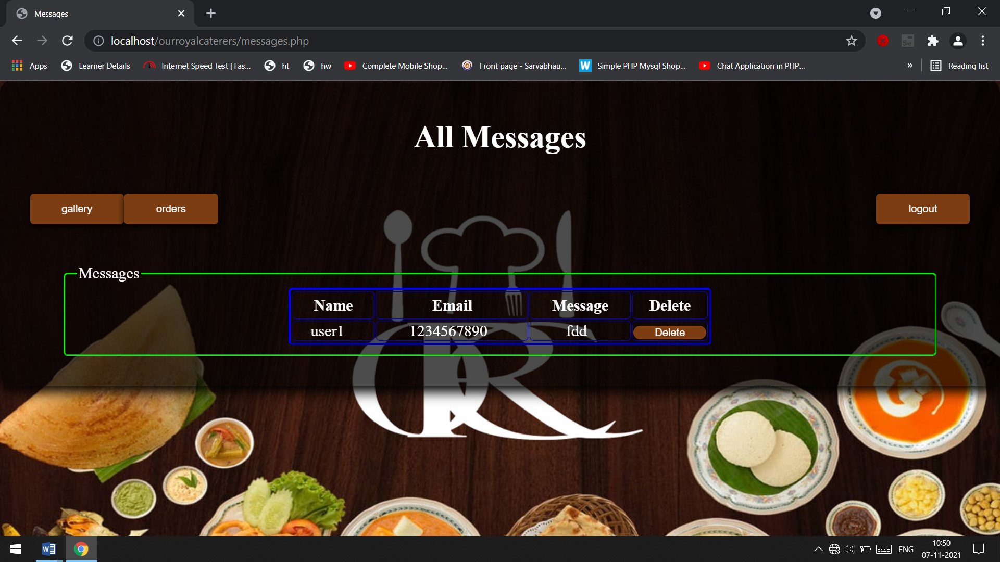 Messages
localhost/ourroyalcaterers/messages.php
Se
Apps Learner Details Internet Speed Test | Fas... ht hw Complete Mobile Shop... Front page - Sarvabhau... W Simple PHP Mysql Shop... Chat Application in PHP... » Reading list
All Messages
gallery orders logout
Messages
Name Email Message Delete
user1 1234567890 fdd Delete
R
ENG 10:50
07-11-2021